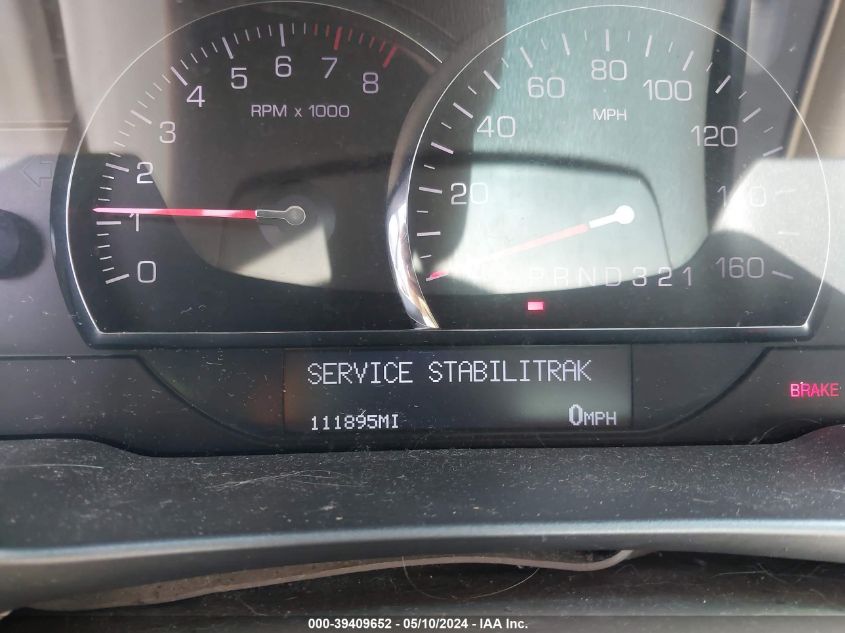 0 1 2 3 4 5 6 7 8
RPM x 1000
20 40 60 80 100 120 160
MPH
P R N D 3 2 1
SERVICE STABILITRAK
111895MI
0MPH
BRAKE
000-39409652 - 05/10/2024 - IAA Inc.